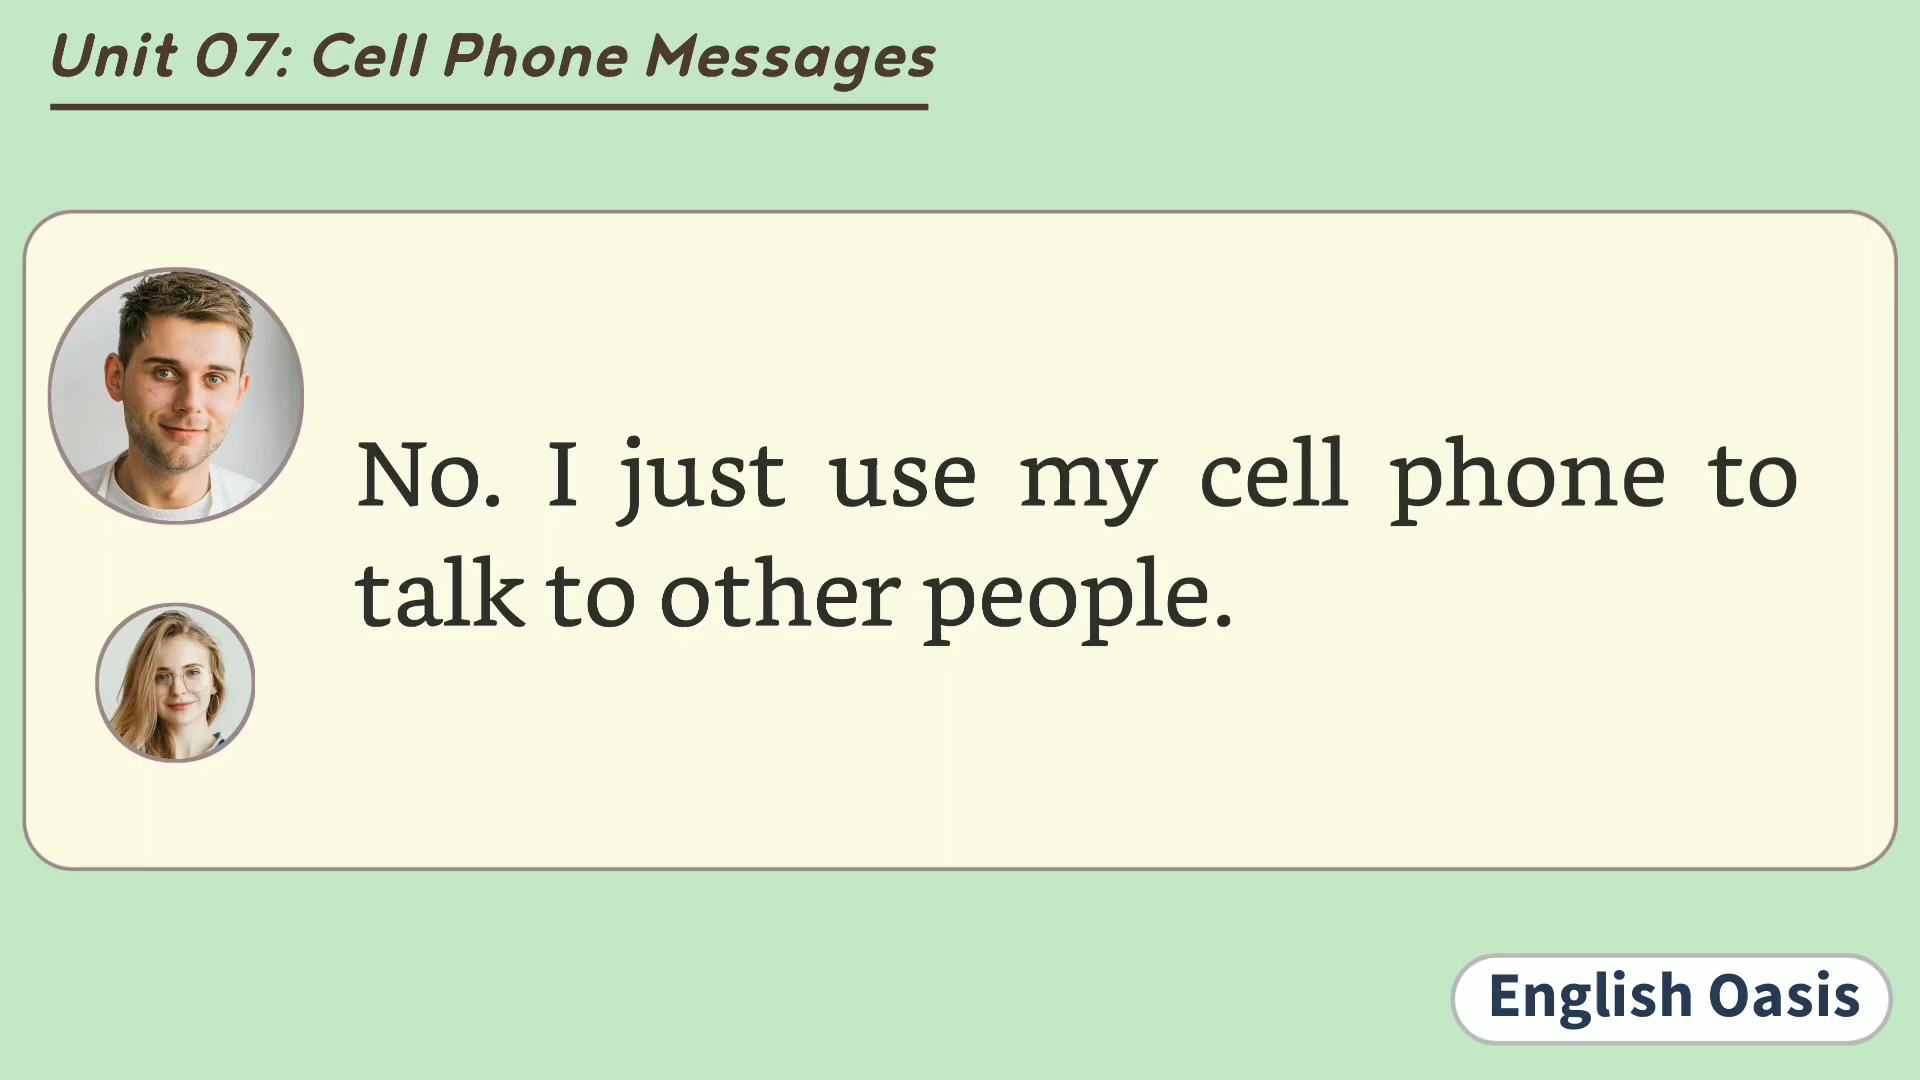 Unit 07: Cell Phone Messages
No. I just use my cell phone to
talk to other people.
English Oasis